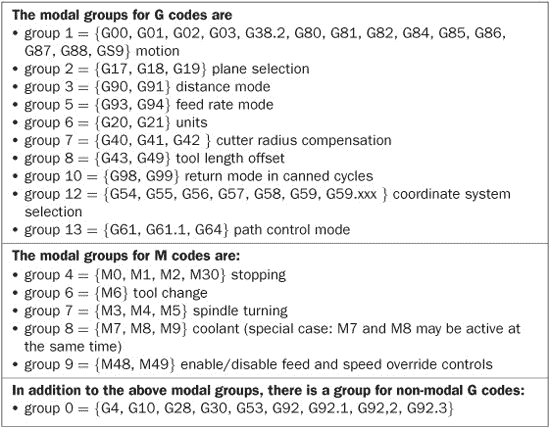 The modal groups for G codes are
• group 1 = {G00, G01, G02, G03, G38.2, G80, G81, G82, G84, G85, G86,
G87, G88, GS9} motion
• group 2 = {G17, G18, G19} plane selection
• group 3 = {G90, G91} distance mode
• group 5 = {G93, G94} feed rate mode
• group 6 = {G20, G21} units
• group 7 = {G40, G41, G42 } cutter radius compensation
• group 8 = {G43, G49} tool length offset
• group 10 = {G98, G99} return mode in canned cycles
• group 12 = {G54, G55, G56, G57, G58, G59, G59.xxx } coordinate system
selection
• group 13 = {G61, G61.1, G64} path control mode
The modal groups for M codes are:
• group 4 = {M0, M1, M2, M30} stopping
• group 6 = {M6} tool change
• group 7 = {M3, M4, M5} spindle turning
• group 8 = {M7, M8, M9} coolant (special case: M7 and M8 may be active at
the same time)
• group 9 = {M48, M49} enable/disable feed and speed override controls
In addition to the above modal groups, there is a group for non-modal G codes:
• group 0 = {G4, G10, G28, G30, G53, G92, G92.1, G92,2, G92.3}